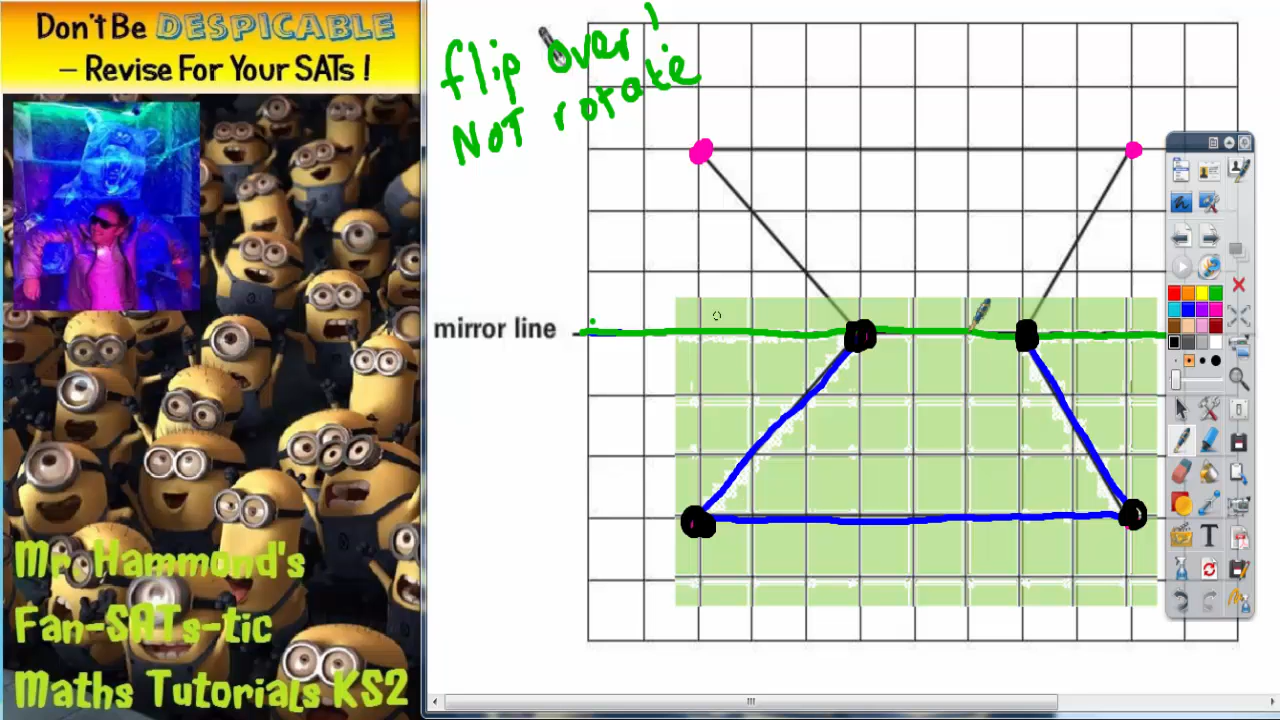 Don't Be DESPICABLE
– Revise For Your SATs !
flip over,
NOT rotate
mirror line
Mr Hammond's
Fan-SATs-tic
Maths Tutorials KS2